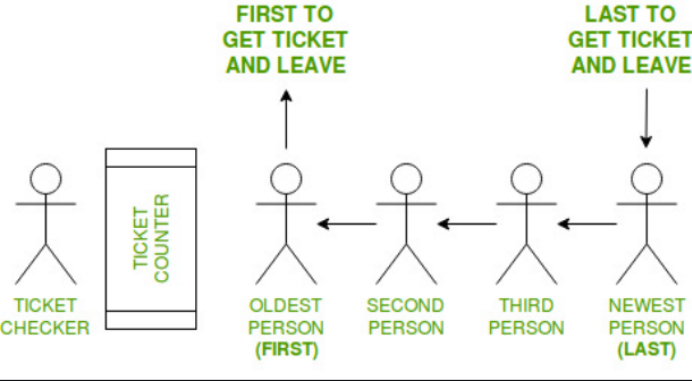 FIRST TO
GET TICKET
AND LEAVE
LAST TO
GET TICKET
AND LEAVE
TICKET
COUNTER
TICKET
CHECKER
OLDEST
PERSON
(FIRST)
SECOND
PERSON
THIRD
PERSON
NEWEST
PERSON
(LAST)